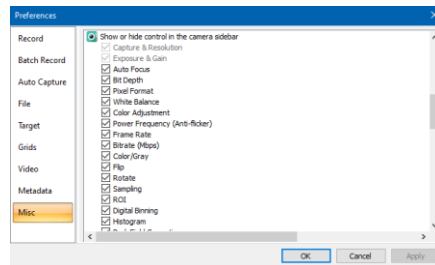 Preferences
Record
Batch Record
Auto Capture
File
Target
Grids
Video
Metadata
Misc
Show or hide control in the camera sidebar
Capture & Resolution
Exposure & Gain
Auto Focus
Bit Depth
Pixel Format
White Balance
Color Adjustment
Power Frequency (Anti-flicker)
Frame Rate
Bitrate (Mbps)
Color/Gray
Flip
Rotate
Sampling
ROI
Digital Binning
Histogram
OK
Cancel
Apply